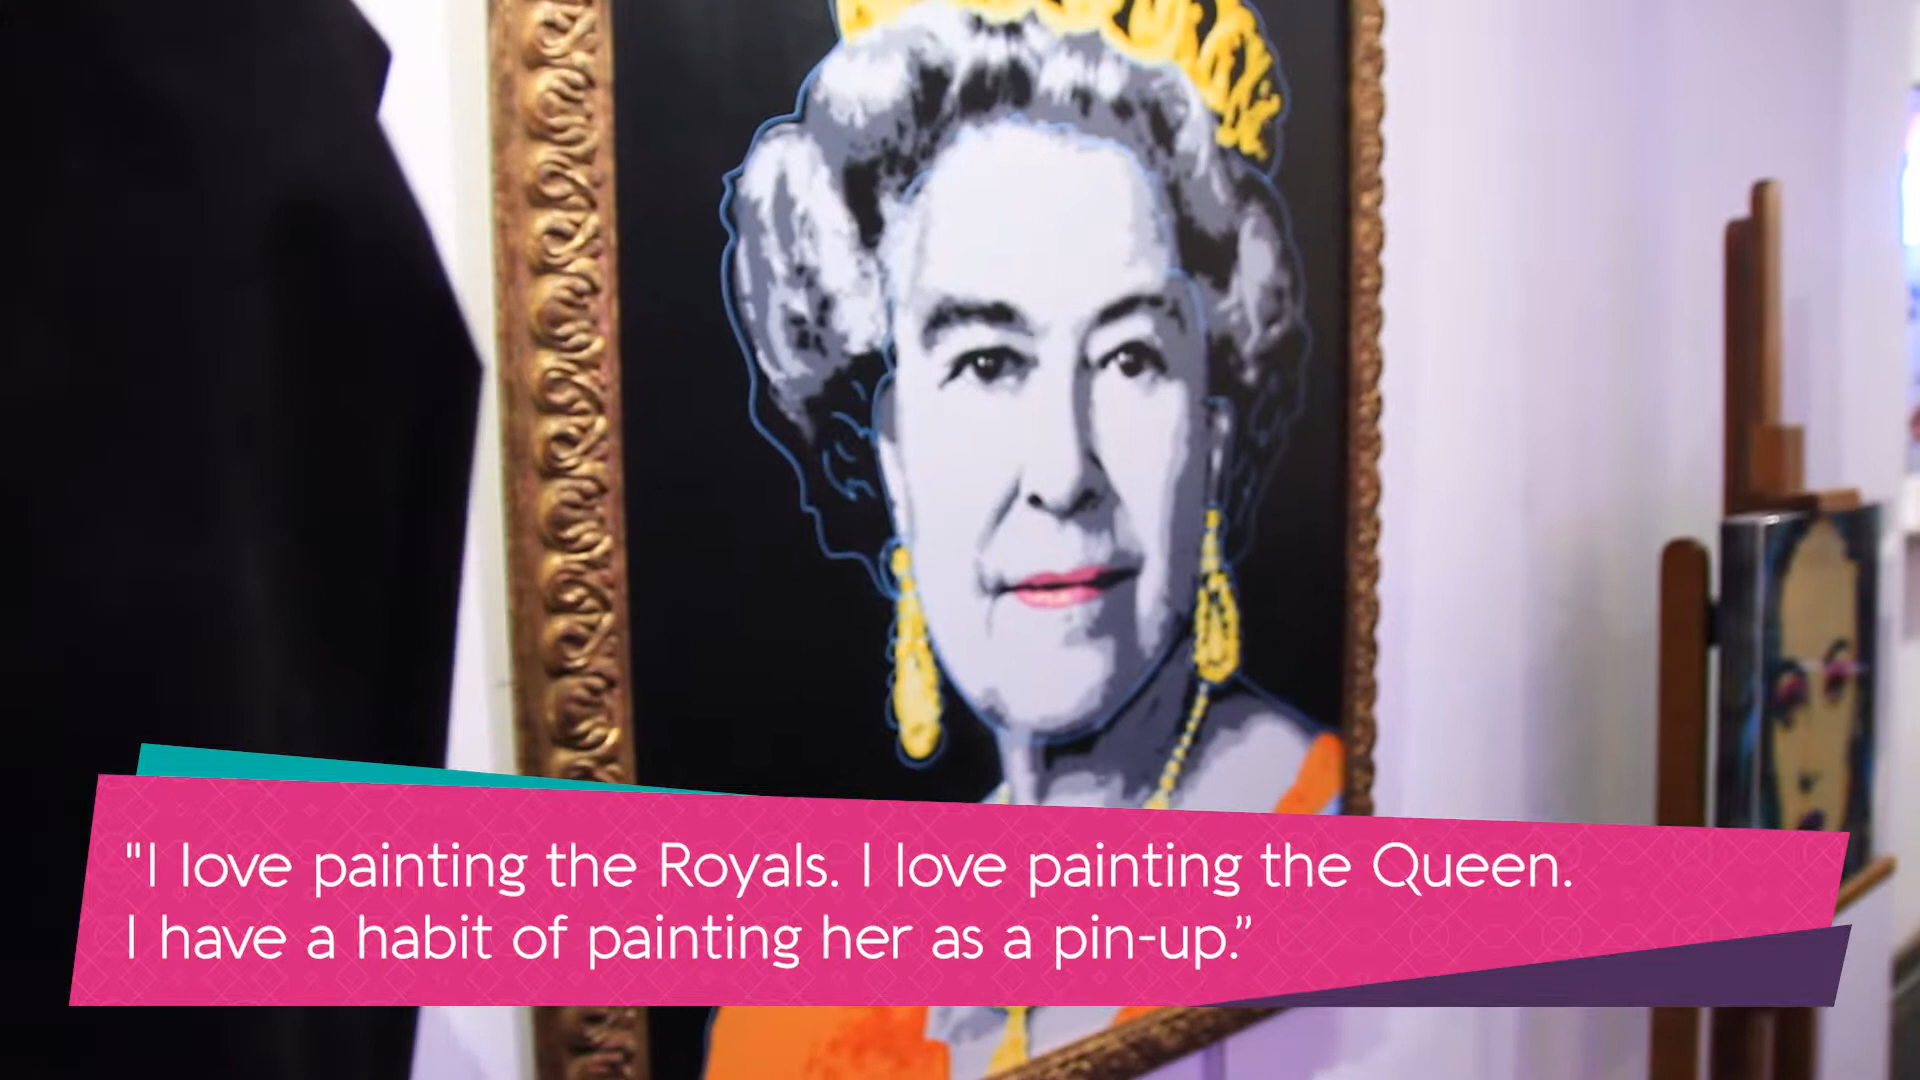 "I love painting the Royals. I love painting the Queen.
I have a habit of painting her as a pin-up.”